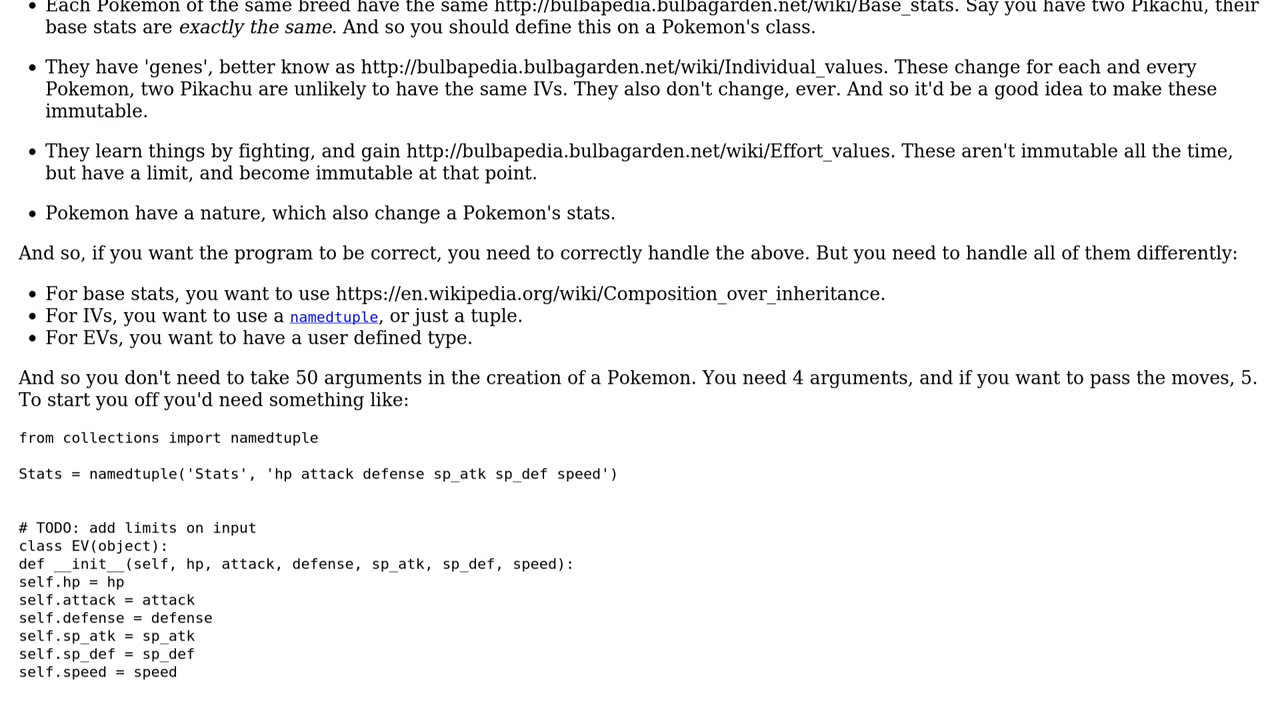 Each Pokemon of the same breed have the same http://bulbapedia.bulbagarden.net/wiki/Base_stats. Say you have two Pikachu, their
base stats are exactly the same. And so you should define this on a Pokemon's class.
They have 'genes', better know as http://bulbapedia.bulbagarden.net/wiki/Individual_values. These change for each and every
Pokemon, two Pikachu are unlikely to have the same IVs. They also don't change, ever. And so it'd be a good idea to make these
immutable.
They learn things by fighting, and gain http://bulbapedia.bulbagarden.net/wiki/Effort_values. These aren't immutable all the time,
but have a limit, and become immutable at that point.
Pokemon have a nature, which also change a Pokemon's stats.
And so, if you want the program to be correct, you need to correctly handle the above. But you need to handle all of them differently:
For base stats, you want to use https://en.wikipedia.org/wiki/Composition_over_inheritance.
For IVs, you want to use a namedtuple, or just a tuple.
For EVs, you want to have a user defined type.
And so you don't need to take 50 arguments in the creation of a Pokemon. You need 4 arguments, and if you want to pass the moves, 5.
To start you off you'd need something like:
from collections import namedtuple
Stats = namedtuple('Stats', 'hp attack defense sp_atk sp_def speed')
# TODO: add limits on input
class EV(object):
def __init__(self, hp, attack, defense, sp_atk, sp_def, speed):
self.hp = hp
self.attack = attack
self.defense = defense
self.sp_atk = sp_atk
self.sp_def = sp_def
self.speed = speed